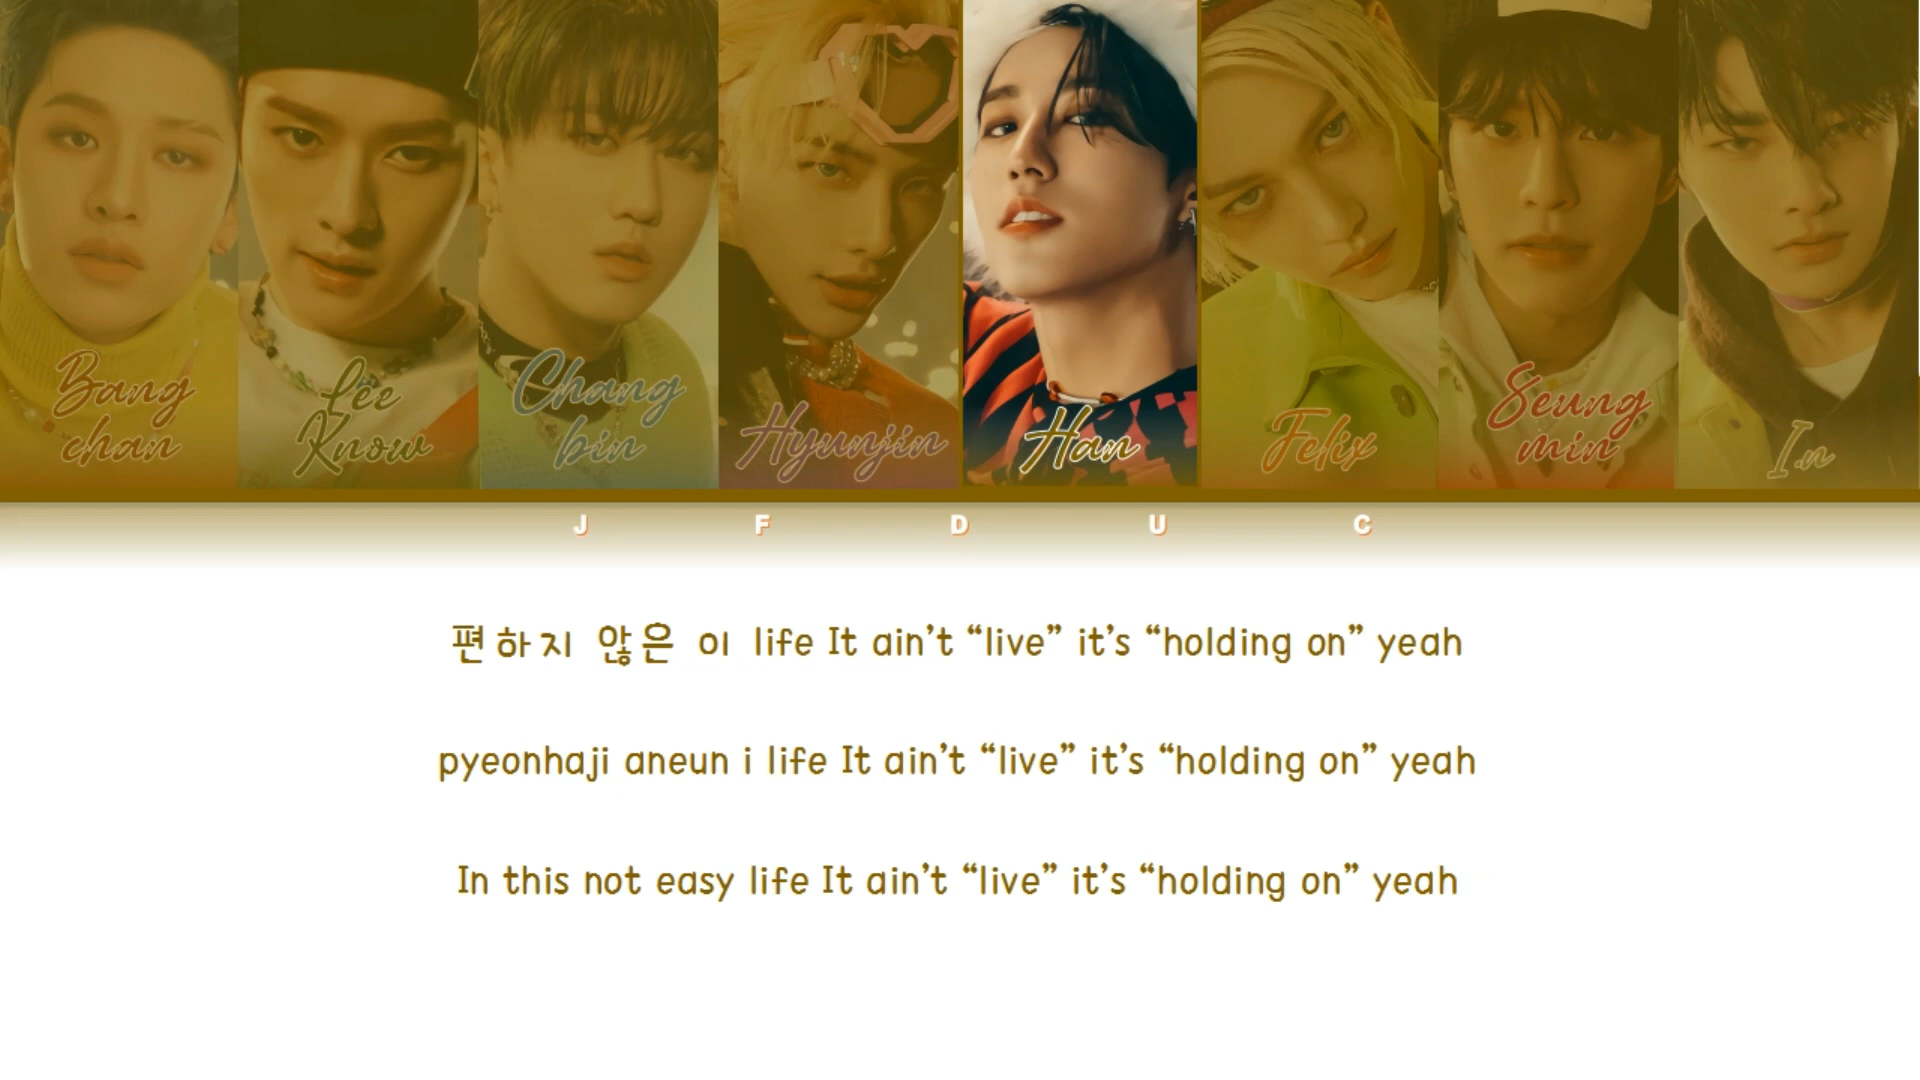 Bang chan
Lee Know
Chang bin
Hyunjin
Han
Felix
Seung min
I.n
J F D U C
편하지 않은 이 life It ain’t “live” it’s “holding on” yeah
pyeonhaji aneun i life It ain’t “live” it’s “holding on” yeah
In this not easy life It ain’t “live” it’s “holding on” yeah